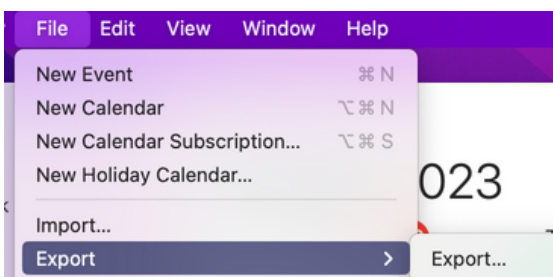 File Edit View Window Help
New Event ⌘ N
New Calendar ⌥ ⌘ N
New Calendar Subscription... ⌥ ⌘ S
New Holiday Calendar...
023
Import...
Export > Export...